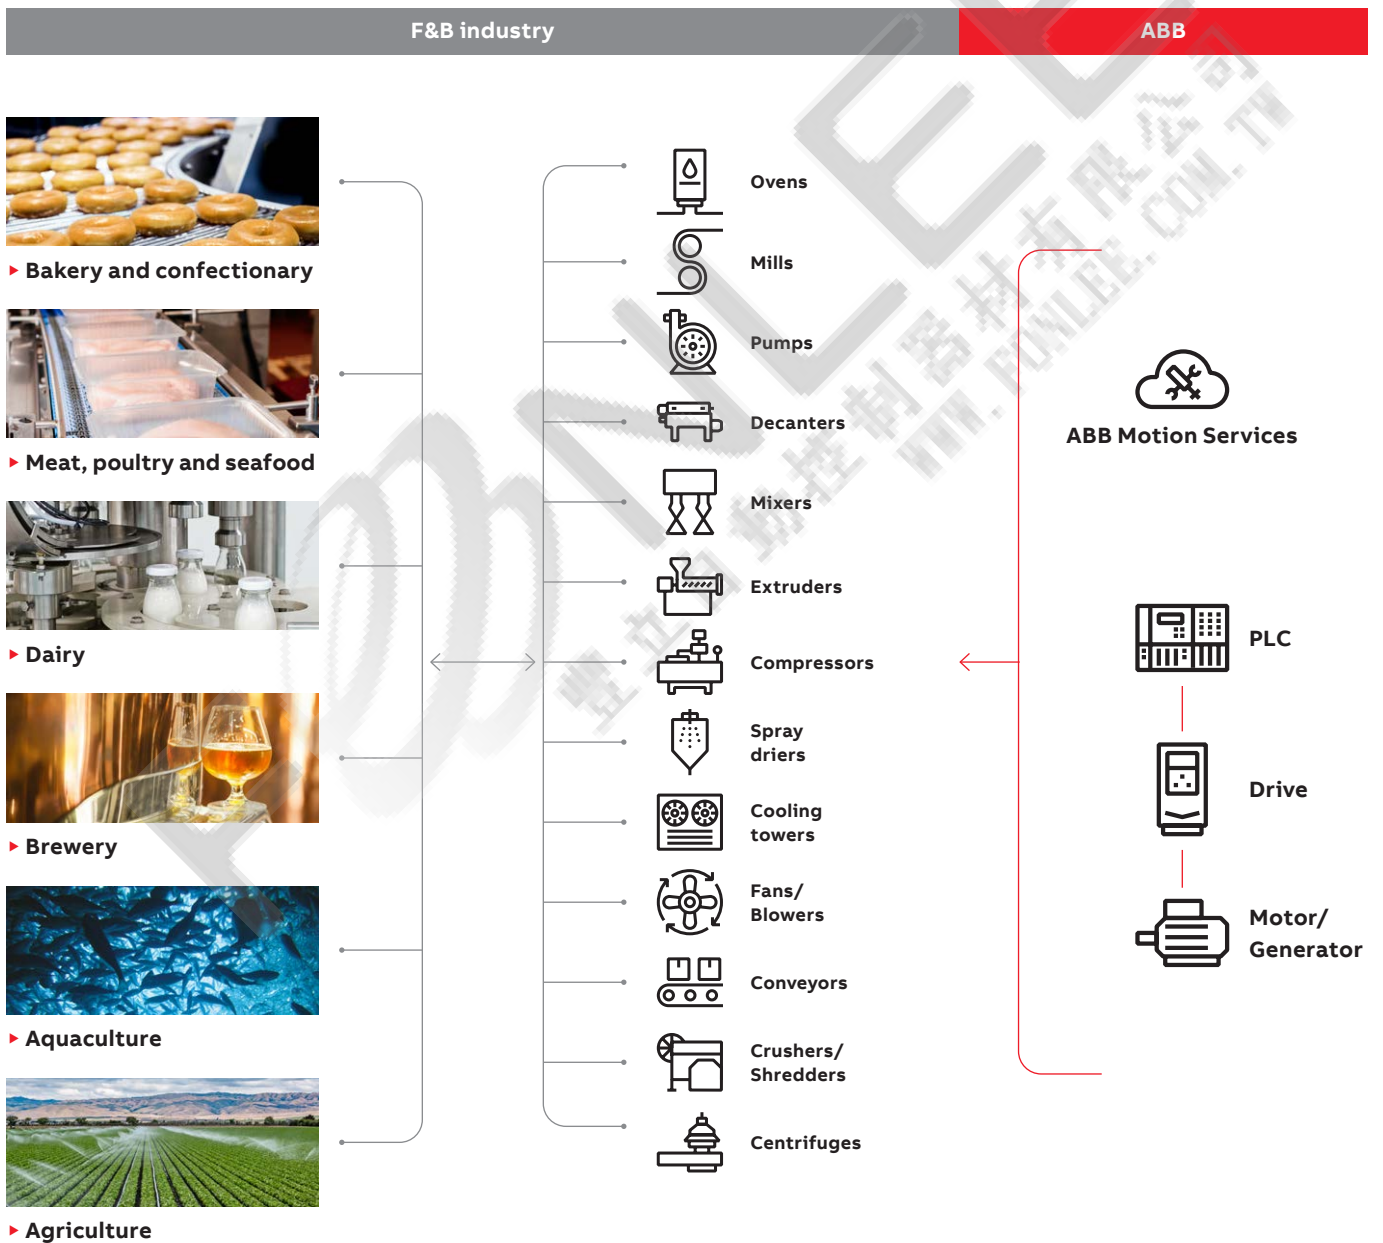 F&B industry
ABB
Bakery and confectionary
Meat, poultry and seafood
Dairy
Brewery
Aquaculture
Agriculture
Ovens
Mills
Pumps
Decanters
Mixers
Extruders
Compressors
Spray
driers
Cooling
towers
Fans/
Blowers
Conveyors
Crushers/
Shredders
Centrifuges
ABB Motion Services
PLC
Drive
Motor/
Generator
WWW.FONLEE.COM.TW